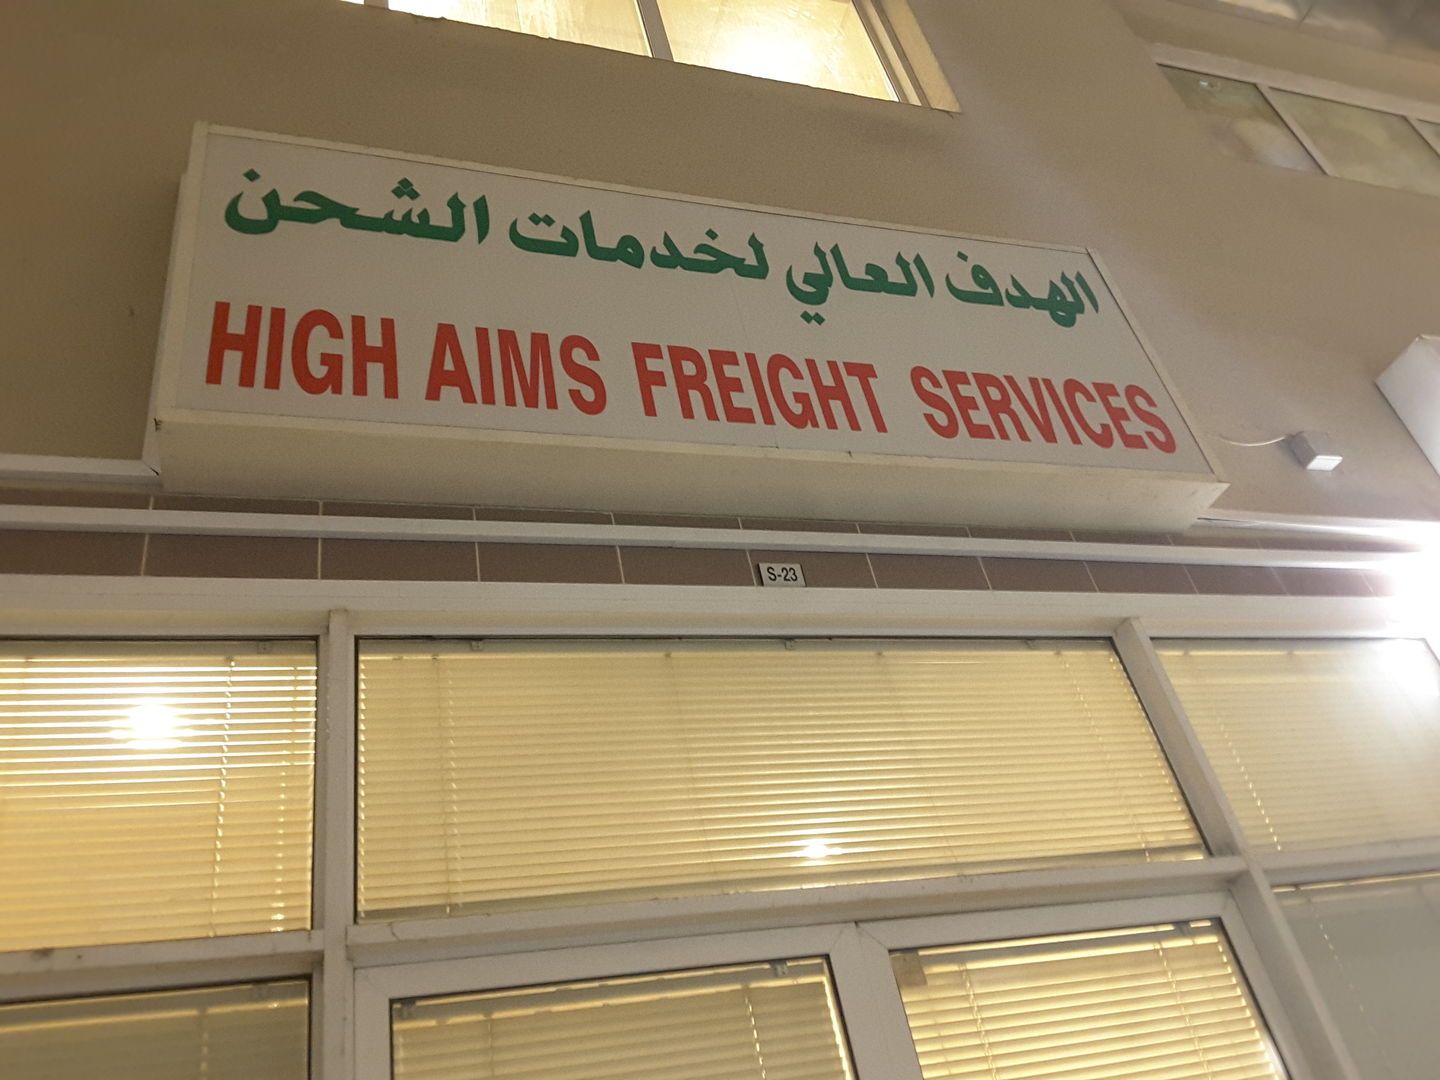 الهدف العالي لخدمات الشحن
HIGH AIMS FREIGHT SERVICES
S-23